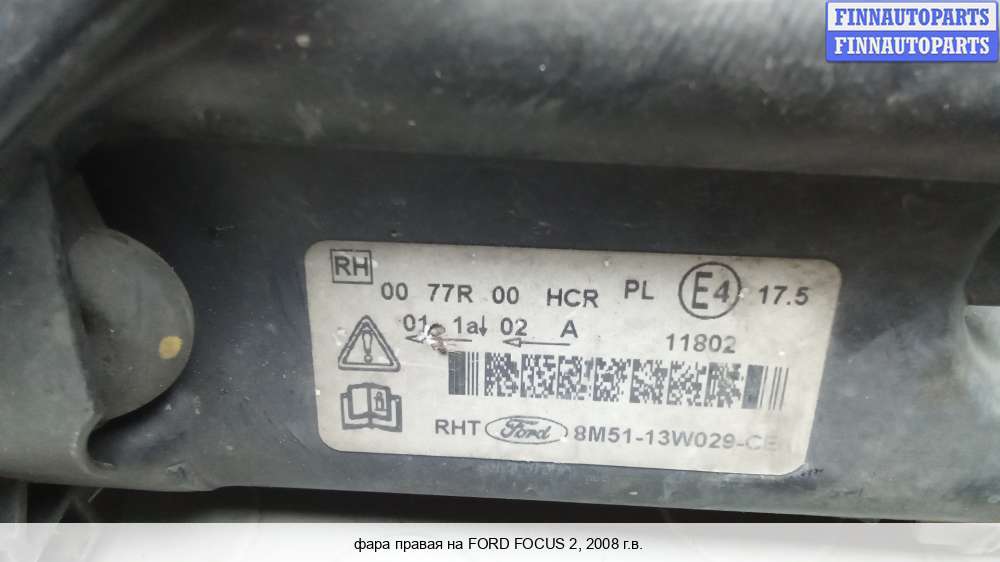 FINNAUTOPARTS
FINNAUTOPARTS
RH
00 77R 00 HCR PL E4 17.5
01 1a↓ 02 A
11802
RHT Ford 8M51-13W029-CE
фара правая на FORD FOCUS 2, 2008 г.в.